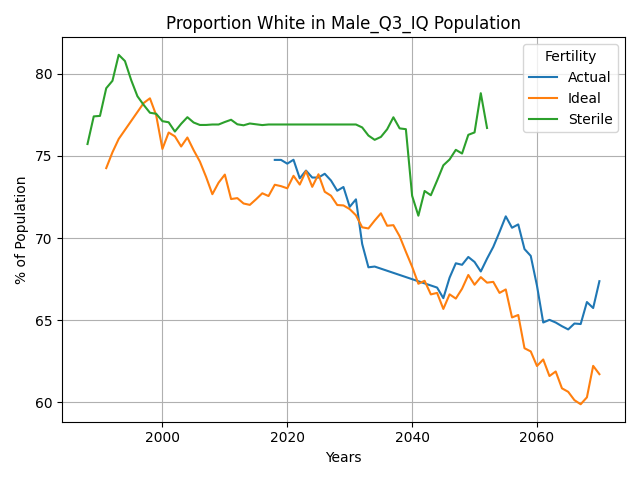 Proportion White in Male_Q3_IQ Population
Fertility
Actual
Ideal
Sterile
% of Population
80
75
70
65
60
2000
2020
2040
2060
Years